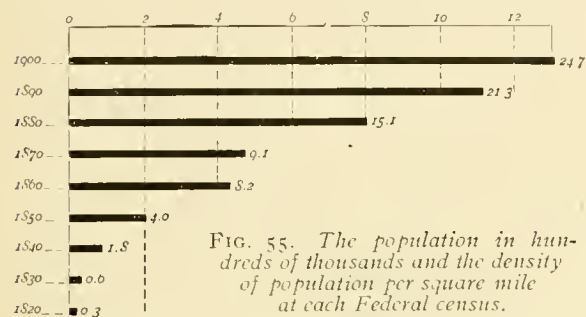 0 2 4 6 8 10 12
1900 24.7
1890 21.3
1880 15.1
1870 9.1
1860 8.2
1850 4.0
1840 1.8
1830 0.6
1820 0.3
FIG. 55. The population in hun-
dreds of thousands and the density
of population per square mile
at each Federal census.